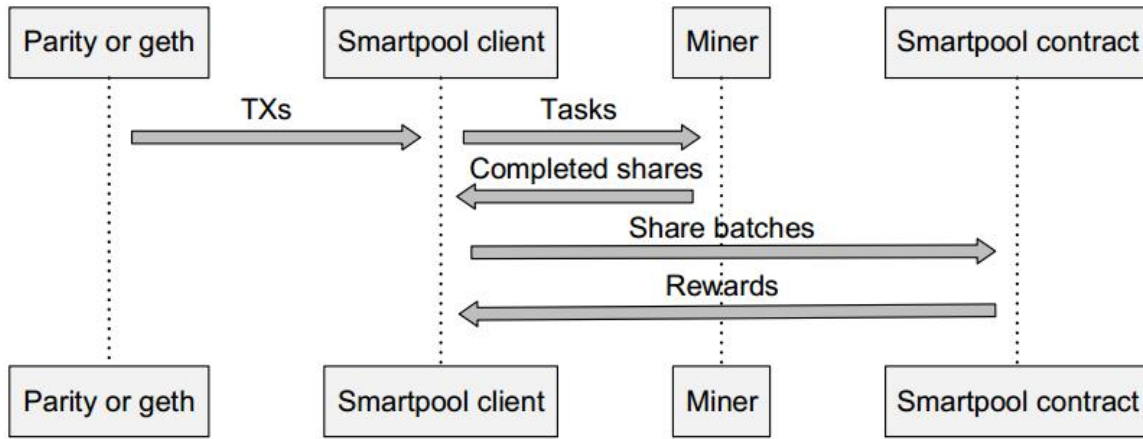 Parity or geth
Smartpool client
Miner
Smartpool contract
TXs
Tasks
Completed shares
Share batches
Rewards
Parity or geth
Smartpool client
Miner
Smartpool contract